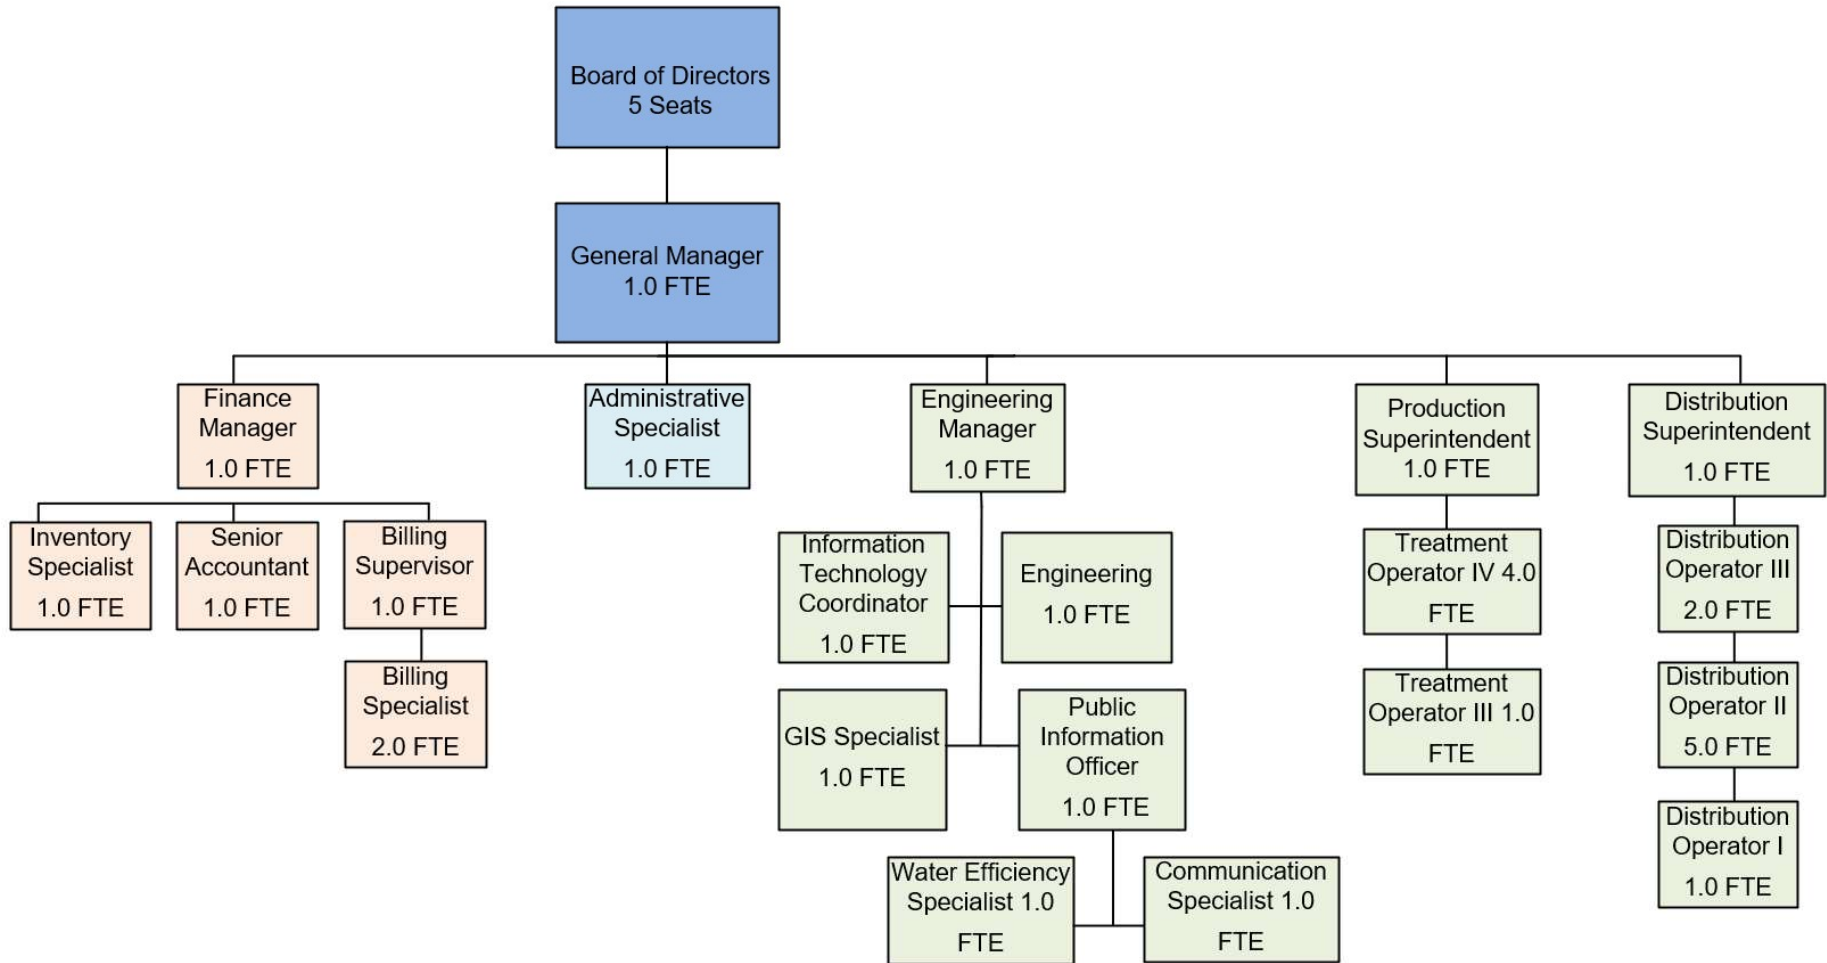 Board of Directors
5 Seats
General Manager
1.0 FTE
Finance
Manager
1.0 FTE
Administrative
Specialist
1.0 FTE
Engineering
Manager
1.0 FTE
Production
Superintendent
1.0 FTE
Distribution
Superintendent
1.0 FTE
Inventory
Specialist
1.0 FTE
Senior
Accountant
1.0 FTE
Billing
Supervisor
1.0 FTE
Billing
Specialist
2.0 FTE
Information
Technology
Coordinator
1.0 FTE
Engineering
1.0 FTE
GIS Specialist
1.0 FTE
Public
Information
Officer
1.0 FTE
Water Efficiency
Specialist 1.0
FTE
Communication
Specialist 1.0
FTE
Treatment
Operator IV 4.0
FTE
Treatment
Operator III 1.0
FTE
Distribution
Operator III
2.0 FTE
Distribution
Operator II
5.0 FTE
Distribution
Operator I
1.0 FTE